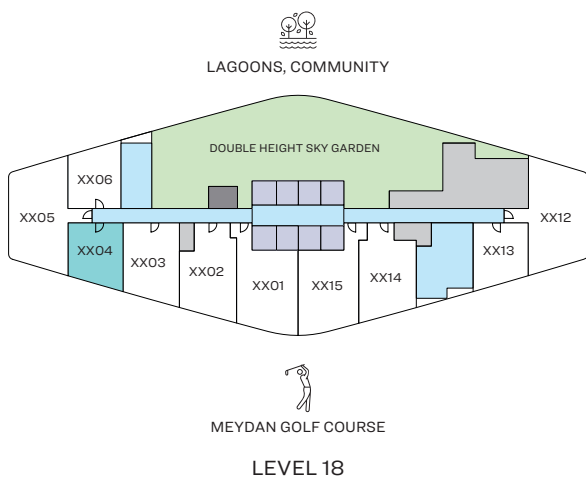 LAGOONS, COMMUNITY
DOUBLE HEIGHT SKY GARDEN
XX06
XX05
XX12
XX04
XX03
XX02
XX01
XX15
XX14
XX13
MEYDAN GOLF COURSE
LEVEL 18